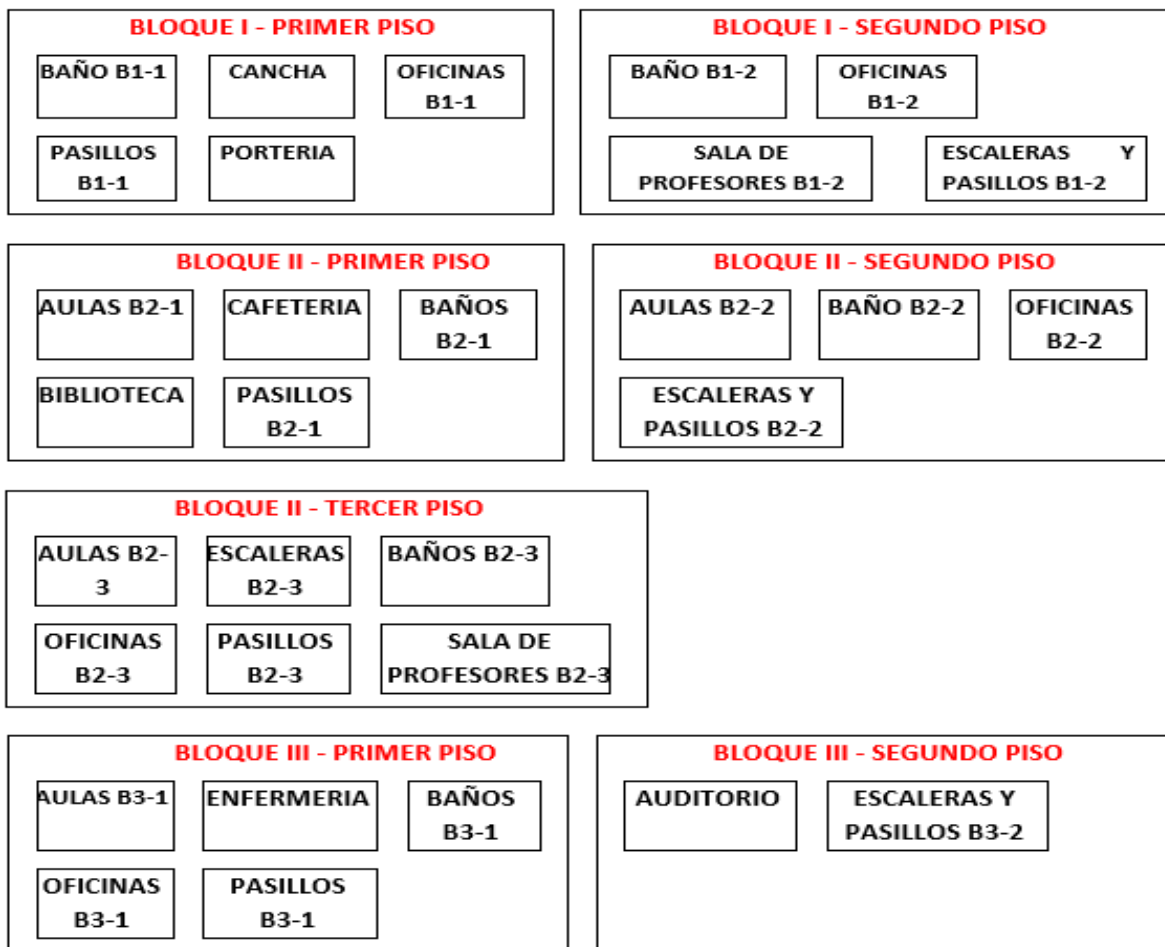 BLOQUE I - PRIMER PISO
BAÑO B1-1
CANCHA
OFICINAS
B1-1
PASILLOS
B1-1
PORTERIA
BLOQUE I - SEGUNDO PISO
BAÑO B1-2
OFICINAS
B1-2
SALA DE
PROFESORES B1-2
ESCALERAS Y
PASILLOS B1-2
BLOQUE II - PRIMER PISO
AULAS B2-1
CAFETERIA
BAÑOS
B2-1
BIBLIOTECA
PASILLOS
B2-1
BLOQUE II - SEGUNDO PISO
AULAS B2-2
BAÑO B2-2
OFICINAS
B2-2
ESCALERAS Y
PASILLOS B2-2
BLOQUE II - TERCER PISO
AULAS B2-
3
ESCALERAS
B2-3
BAÑOS B2-3
OFICINAS
B2-3
PASILLOS
B2-3
SALA DE
PROFESORES B2-3
BLOQUE III - PRIMER PISO
AULAS B3-1
ENFERMERIA
BAÑOS
B3-1
OFICINAS
B3-1
PASILLOS
B3-1
BLOQUE III - SEGUNDO PISO
AUDITORIO
ESCALERAS Y
PASILLOS B3-2